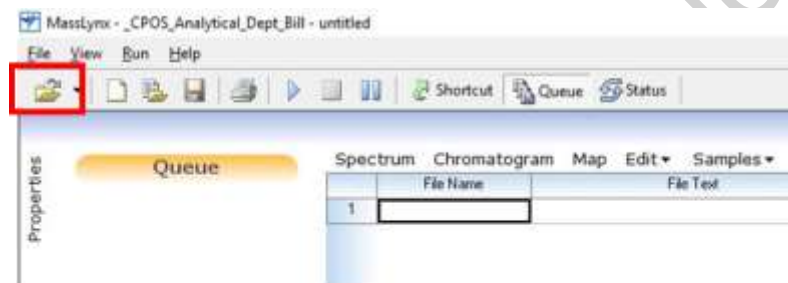 MassLynx - _CPOS_Analytical_Dept_Bill - untitled
File View Run Help
Shortcut Queue Status
Properties
Queue
Spectrum Chromatogram Map Edit Samples
File Name File Text
1